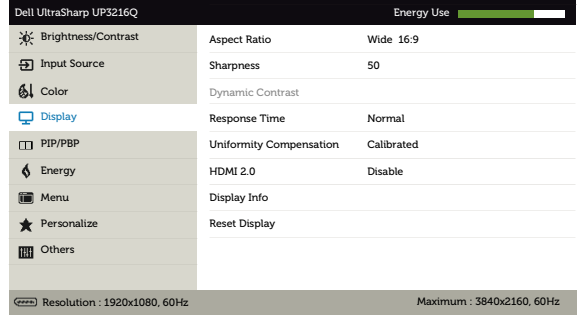 Dell UltraSharp UP3216Q Energy Use
Brightness/Contrast
Input Source
Color
Display
PIP/PBP
Energy
Menu
Personalize
Others
Aspect Ratio Wide 16:9
Sharpness 50
Dynamic Contrast
Response Time Normal
Uniformity Compensation Calibrated
HDMI 2.0 Disable
Display Info
Reset Display
Resolution : 1920x1080, 60Hz Maximum : 3840x2160, 60Hz